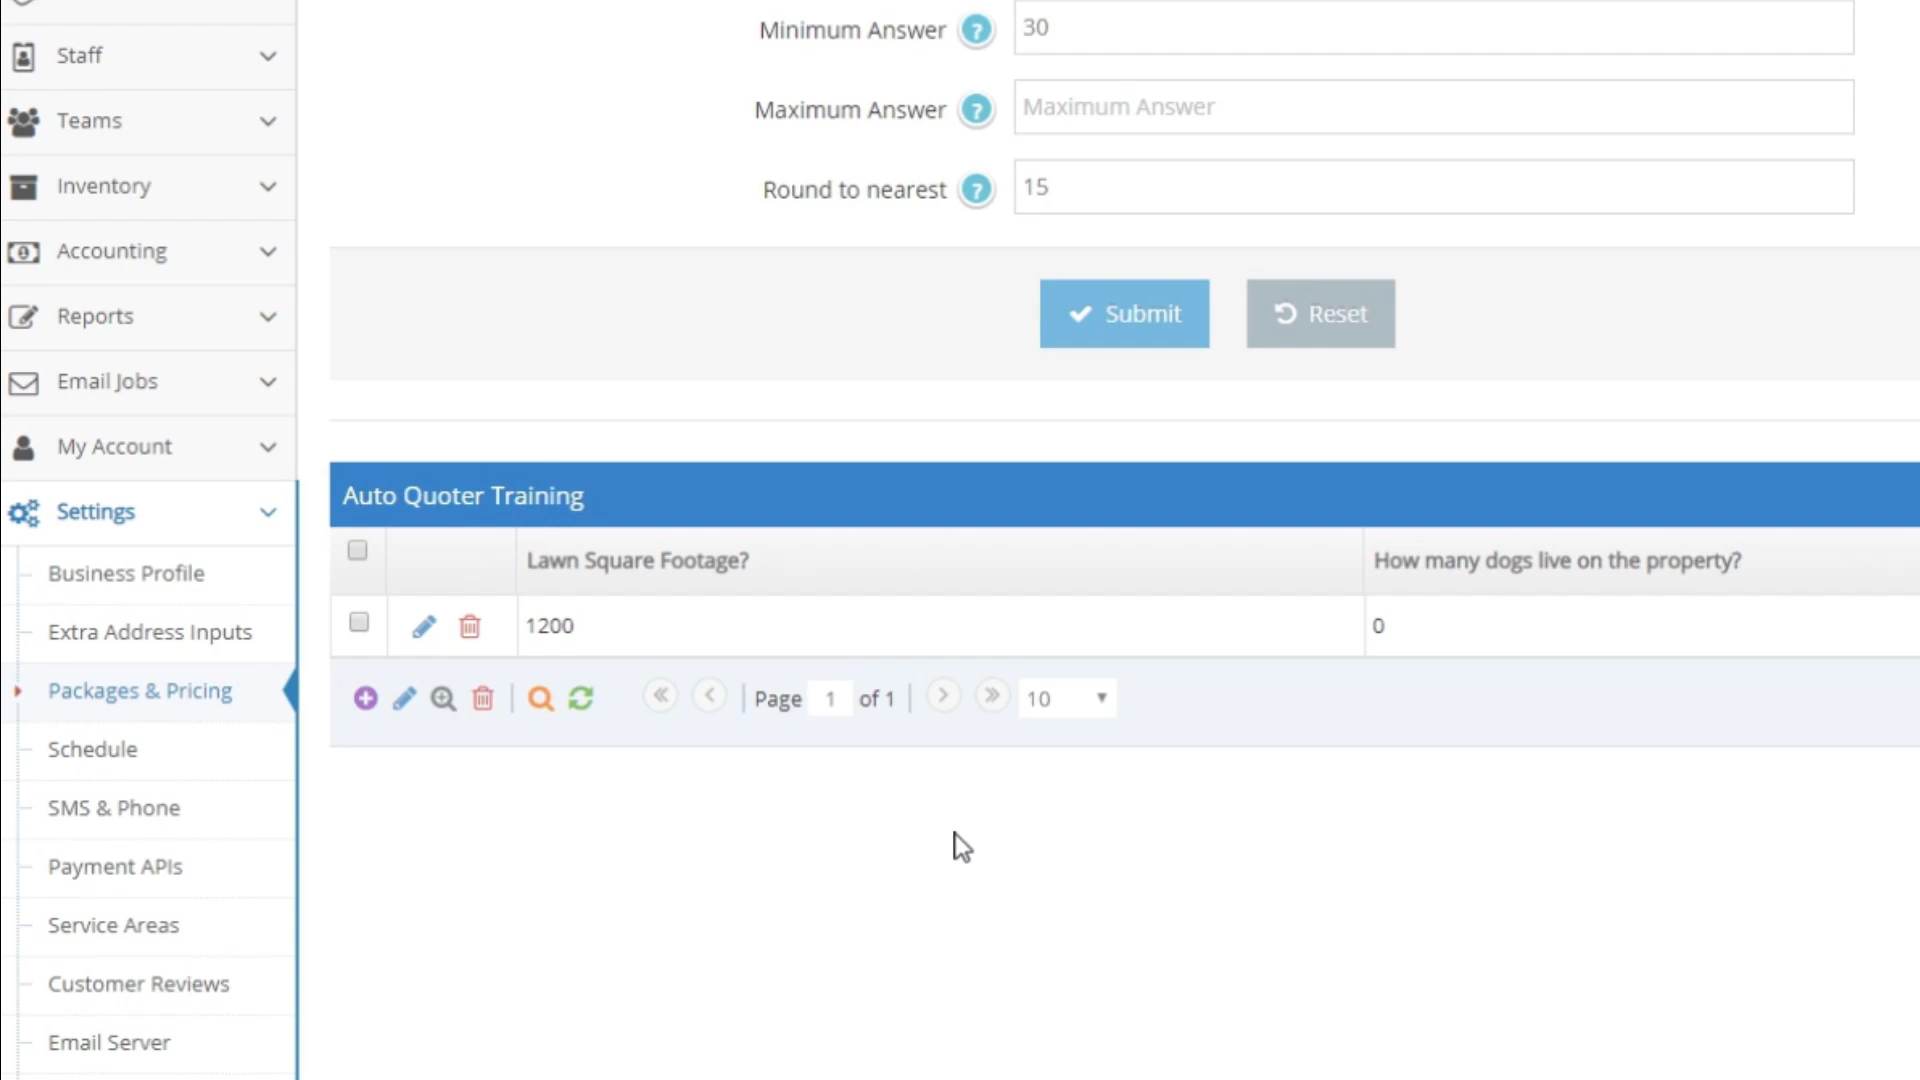 Staff
Teams
Inventory
Accounting
Reports
Email Jobs
My Account
Settings
Business Profile
Extra Address Inputs
Packages & Pricing
Schedule
SMS & Phone
Payment APIs
Service Areas
Customer Reviews
Email Server
Minimum Answer ? 30
Maximum Answer ? Maximum Answer
Round to nearest ? 15
Submit Reset
Auto Quoter Training
Lawn Square Footage? How many dogs live on the property?
1200 0
Page 1 of 1 10